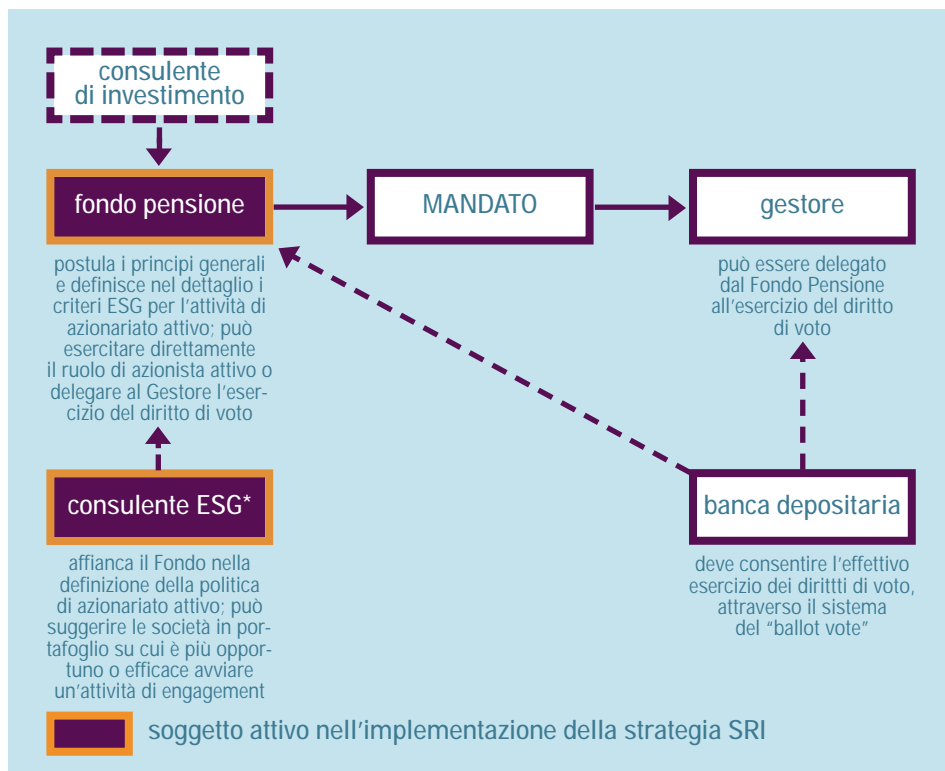 consulente
di investimento
fondo pensione
MANDATO
gestore
postula i principi generali
e definisce nel dettaglio i
criteri ESG per l'attività di
azionariato attivo; può
esercitare direttamente
il ruolo di azionista attivo o
delegare al Gestore l'eser-
cizio del diritto di voto
può essere delegato
dal Fondo Pensione
all'esercizio del diritto
di voto
consulente ESG*
banca depositaria
affianca il Fondo nella
definizione della politica
di azionariato attivo; può
suggerire le società in por-
tafoglio su cui è più oppor-
tuno o efficace avviare
un'attività di engagement
deve consentire l'effettivo
esercizio dei dirittti di voto,
attraverso il sistema
del "ballot vote"
soggetto attivo nell'implementazione della strategia SRI